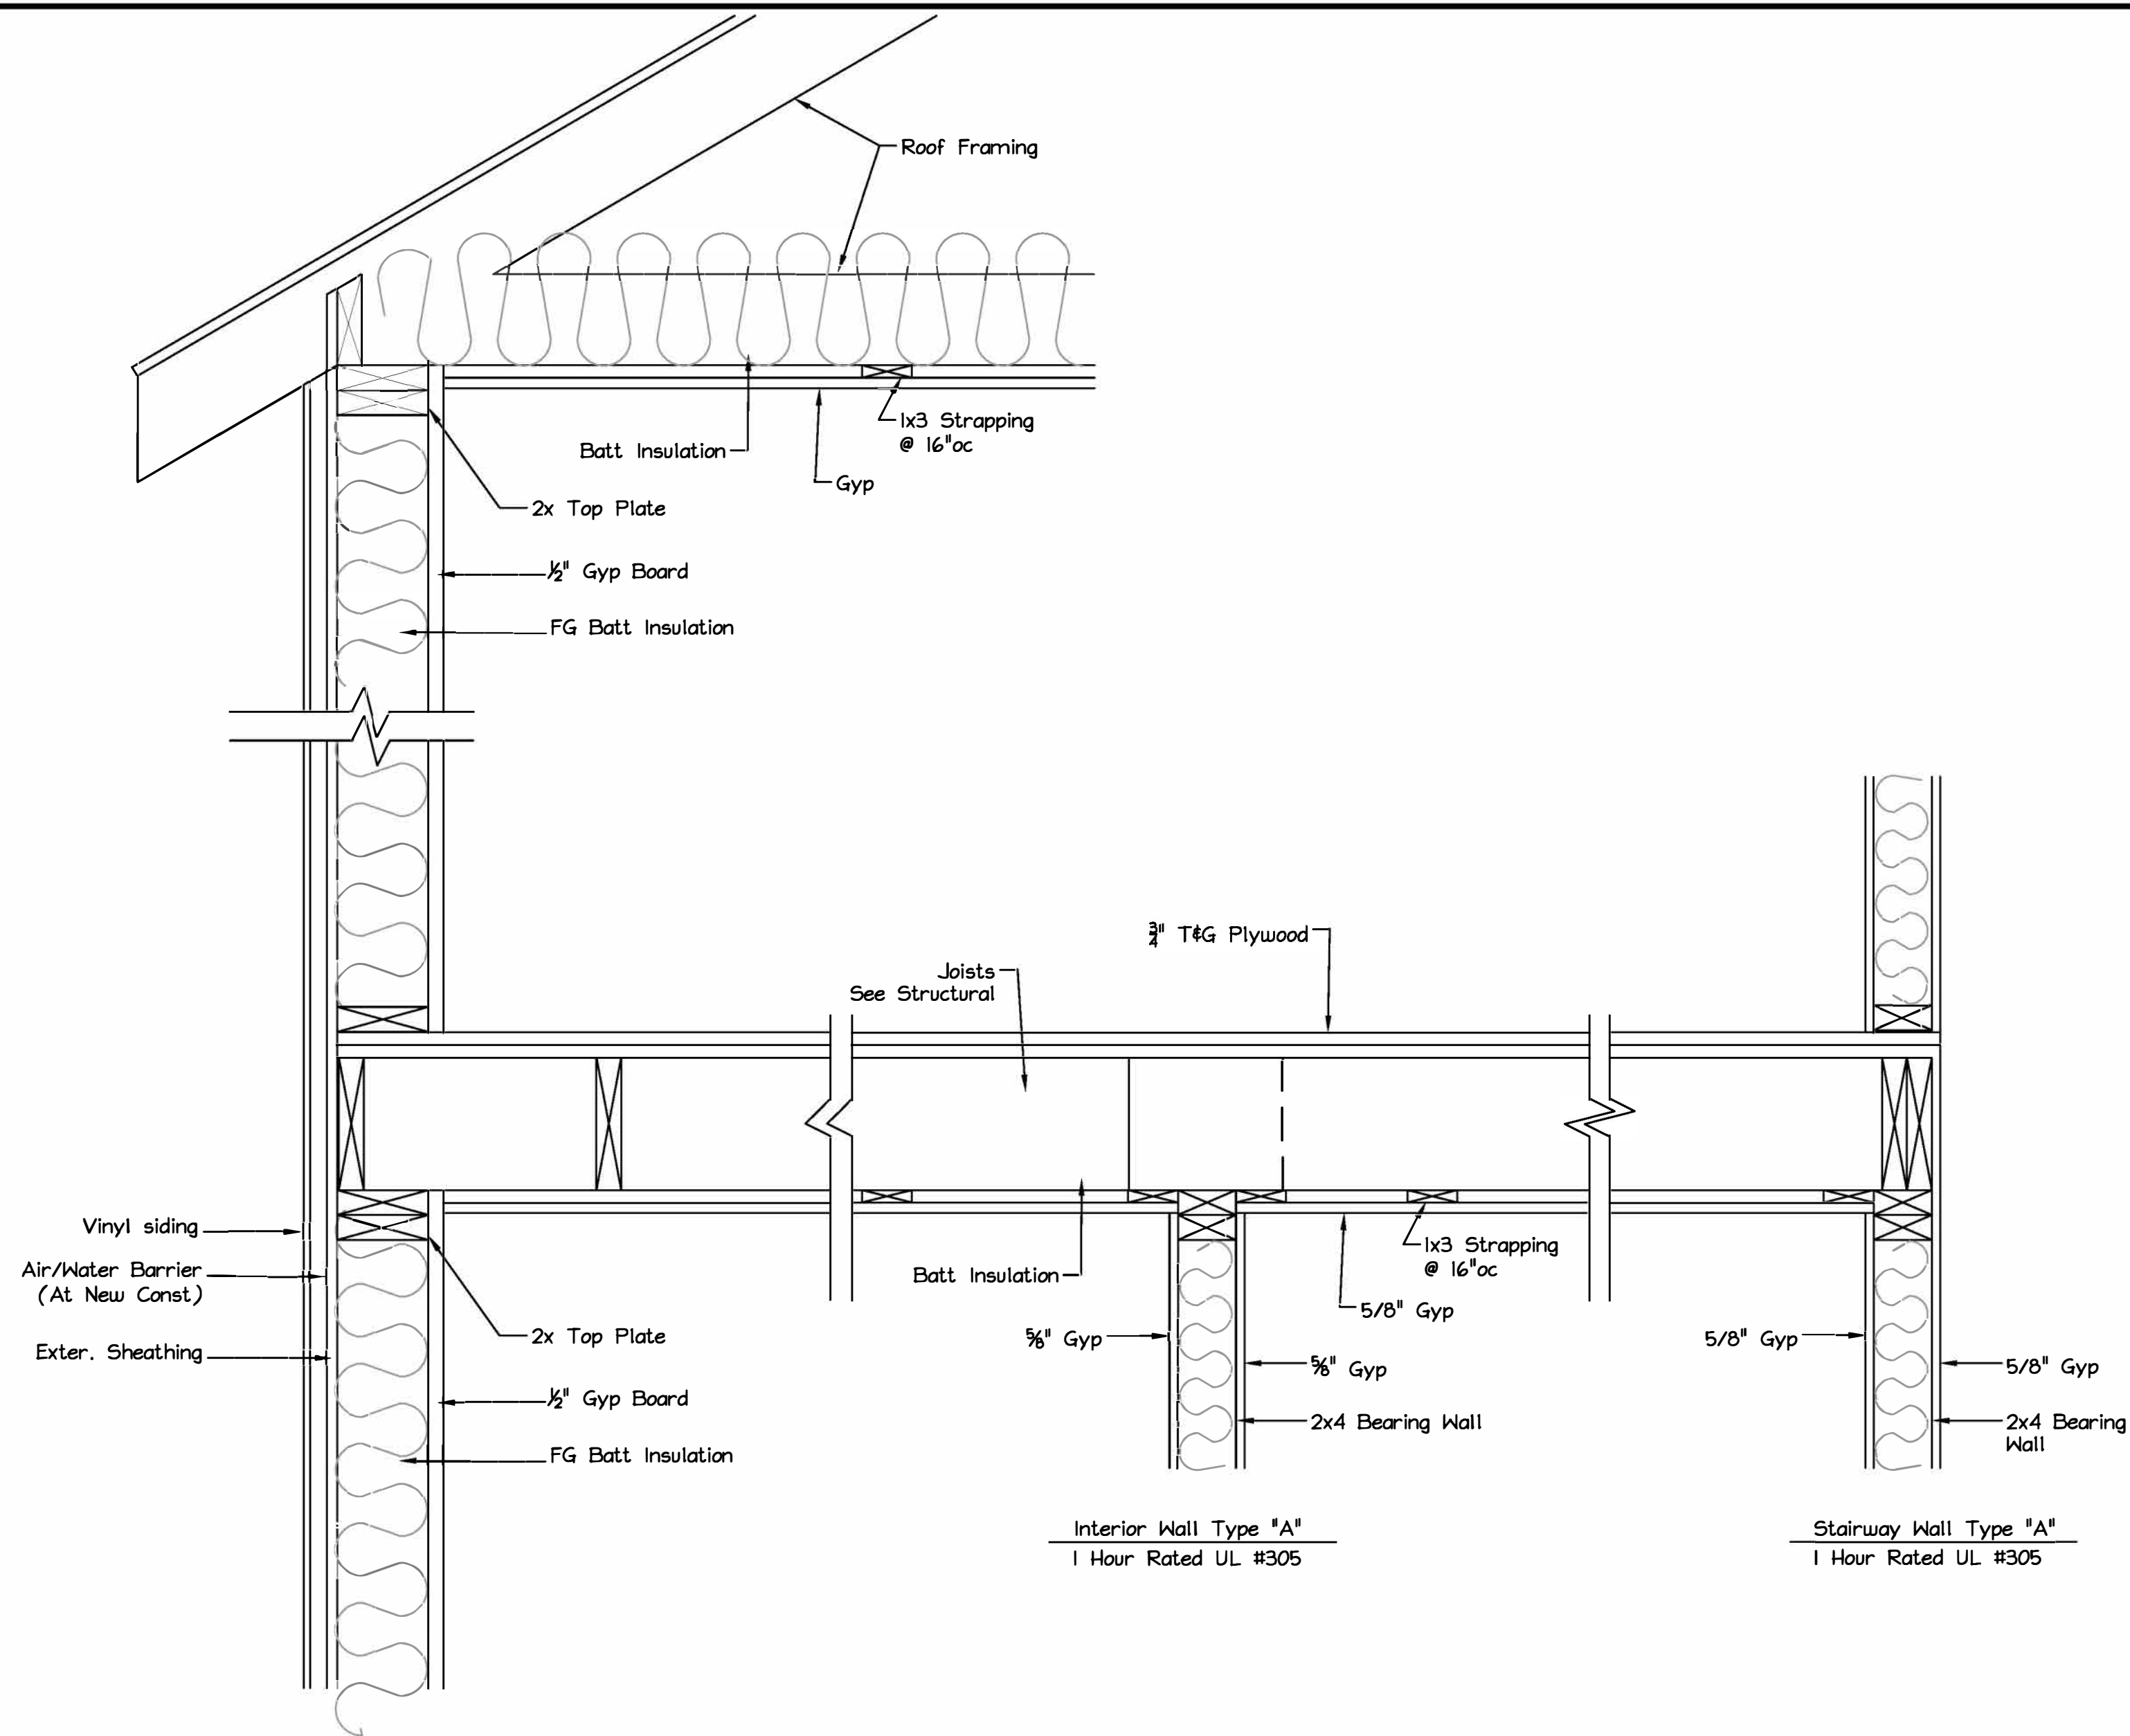 Roof Framing
1x3 Strapping
@ 16"oc
Batt Insulation
Gyp
2x Top Plate
½" Gyp Board
FG Batt Insulation
¾" T&G Plywood
Joists
See Structural
Vinyl siding
Air/Water Barrier
(At New Const)
Exter. Sheathing
2x Top Plate
½" Gyp Board
FG Batt Insulation
Batt Insulation
1x3 Strapping
@ 16"oc
5/8" Gyp
⅝" Gyp
⅝" Gyp
2x4 Bearing Wall
5/8" Gyp
5/8" Gyp
2x4 Bearing
Wall
Interior Wall Type "A"
1 Hour Rated UL #305
Stairway Wall Type "A"
1 Hour Rated UL #305